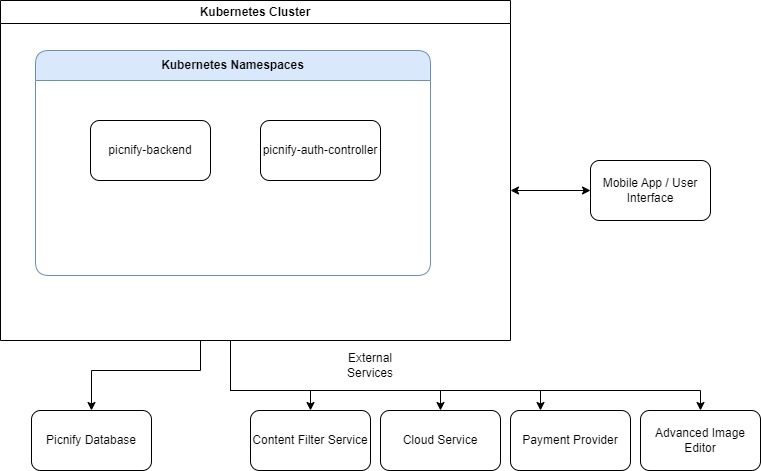 Kubernetes Cluster
Kubernetes Namespaces
picnify-backend
picnify-auth-controller
Mobile App / User
Interface
External
Services
Picnify Database
Content Filter Service
Cloud Service
Payment Provider
Advanced Image
Editor